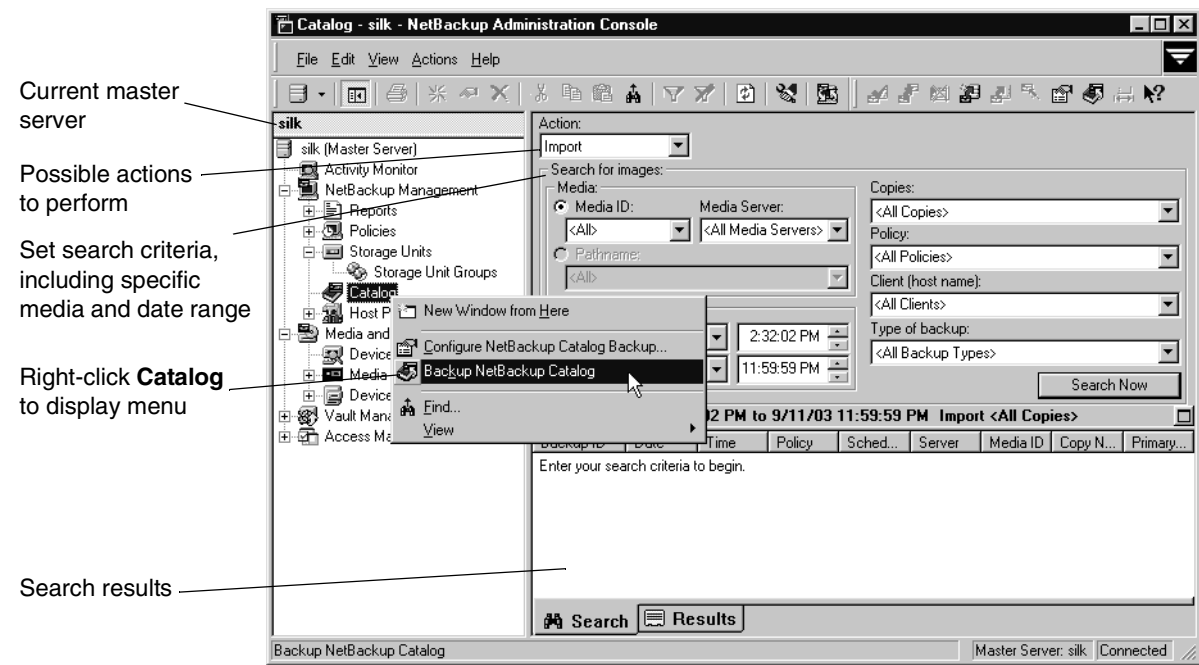 Catalog - silk - NetBackup Administration Console
File Edit View Actions Help
Current master
server
Possible actions
to perform
Set search criteria,
including specific
media and date range
Right-click Catalog
to display menu
Search results
silk
silk (Master Server)
Activity Monitor
NetBackup Management
Reports
Policies
Storage Units
Storage Unit Groups
Catalog
Host P
Media and
Device
Media
Device
Vault Mana
Access Ma
New Window from Here
Configure NetBackup Catalog Backup...
Backup NetBackup Catalog
Find...
View
Action:
Import
Search for images:
Media:
Media ID:
Media Server:
<All>
<All Media Servers>
Pathname:
<All>
2:32:02 PM
11:59:59 PM
Copies:
<All Copies>
Policy:
<All Policies>
Client (host name):
<All Clients>
Type of backup:
<All Backup Types>
Search Now
02 PM to 9/11/03 11:59:59 PM Import <All Copies>
Backup ID Date Time Policy Sched... Server Media ID Copy N... Primary...
Enter your search criteria to begin.
Search Results
Backup NetBackup Catalog
Master Server: silk Connected